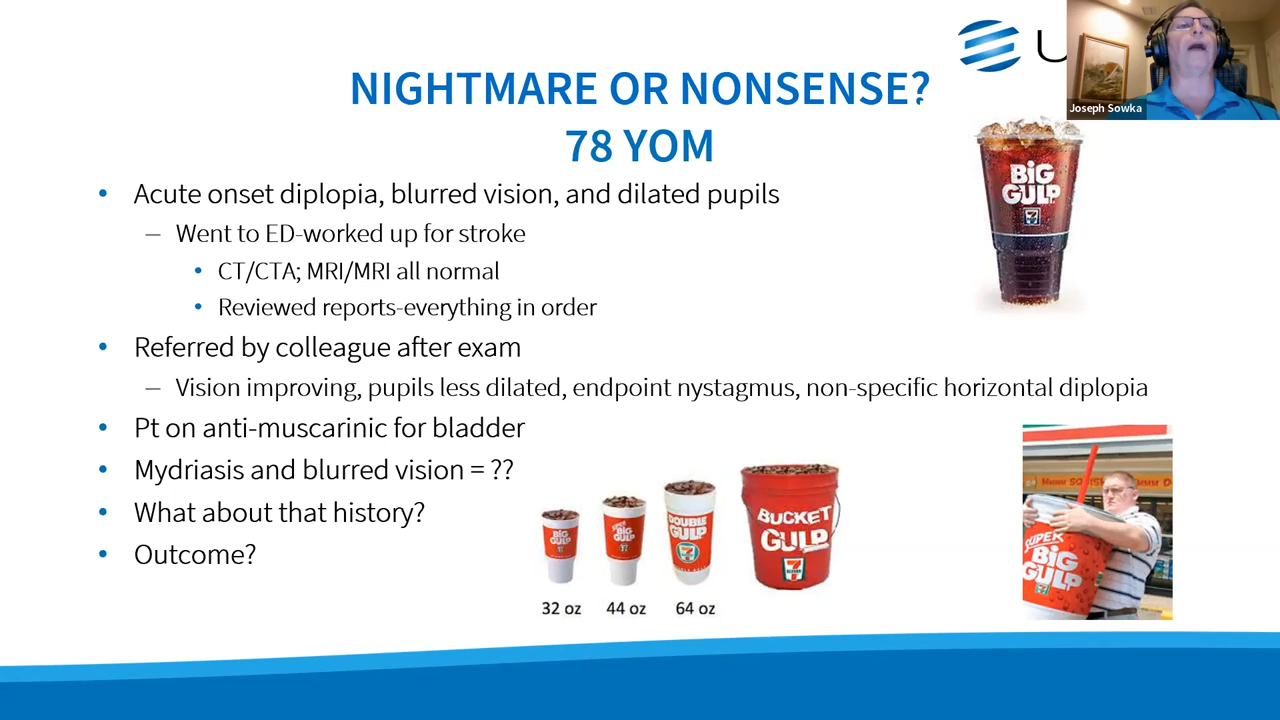 U
Joseph Sowka
NIGHTMARE OR NONSENSE?
78 YOM
• Acute onset diplopia, blurred vision, and dilated pupils
– Went to ED-worked up for stroke
• CT/CTA; MRI/MRI all normal
• Reviewed reports-everything in order
• Referred by colleague after exam
– Vision improving, pupils less dilated, endpoint nystagmus, non-specific horizontal diplopia
• Pt on anti-muscarinic for bladder
• Mydriasis and blurred vision = ??
• What about that history?
• Outcome?
BIG
GULP
BIG
GULP
BIG
GULP
DOUBLE
GULP
BUCKET
GULP
32 oz
44 oz
64 oz
SUPER
BIG
GULP